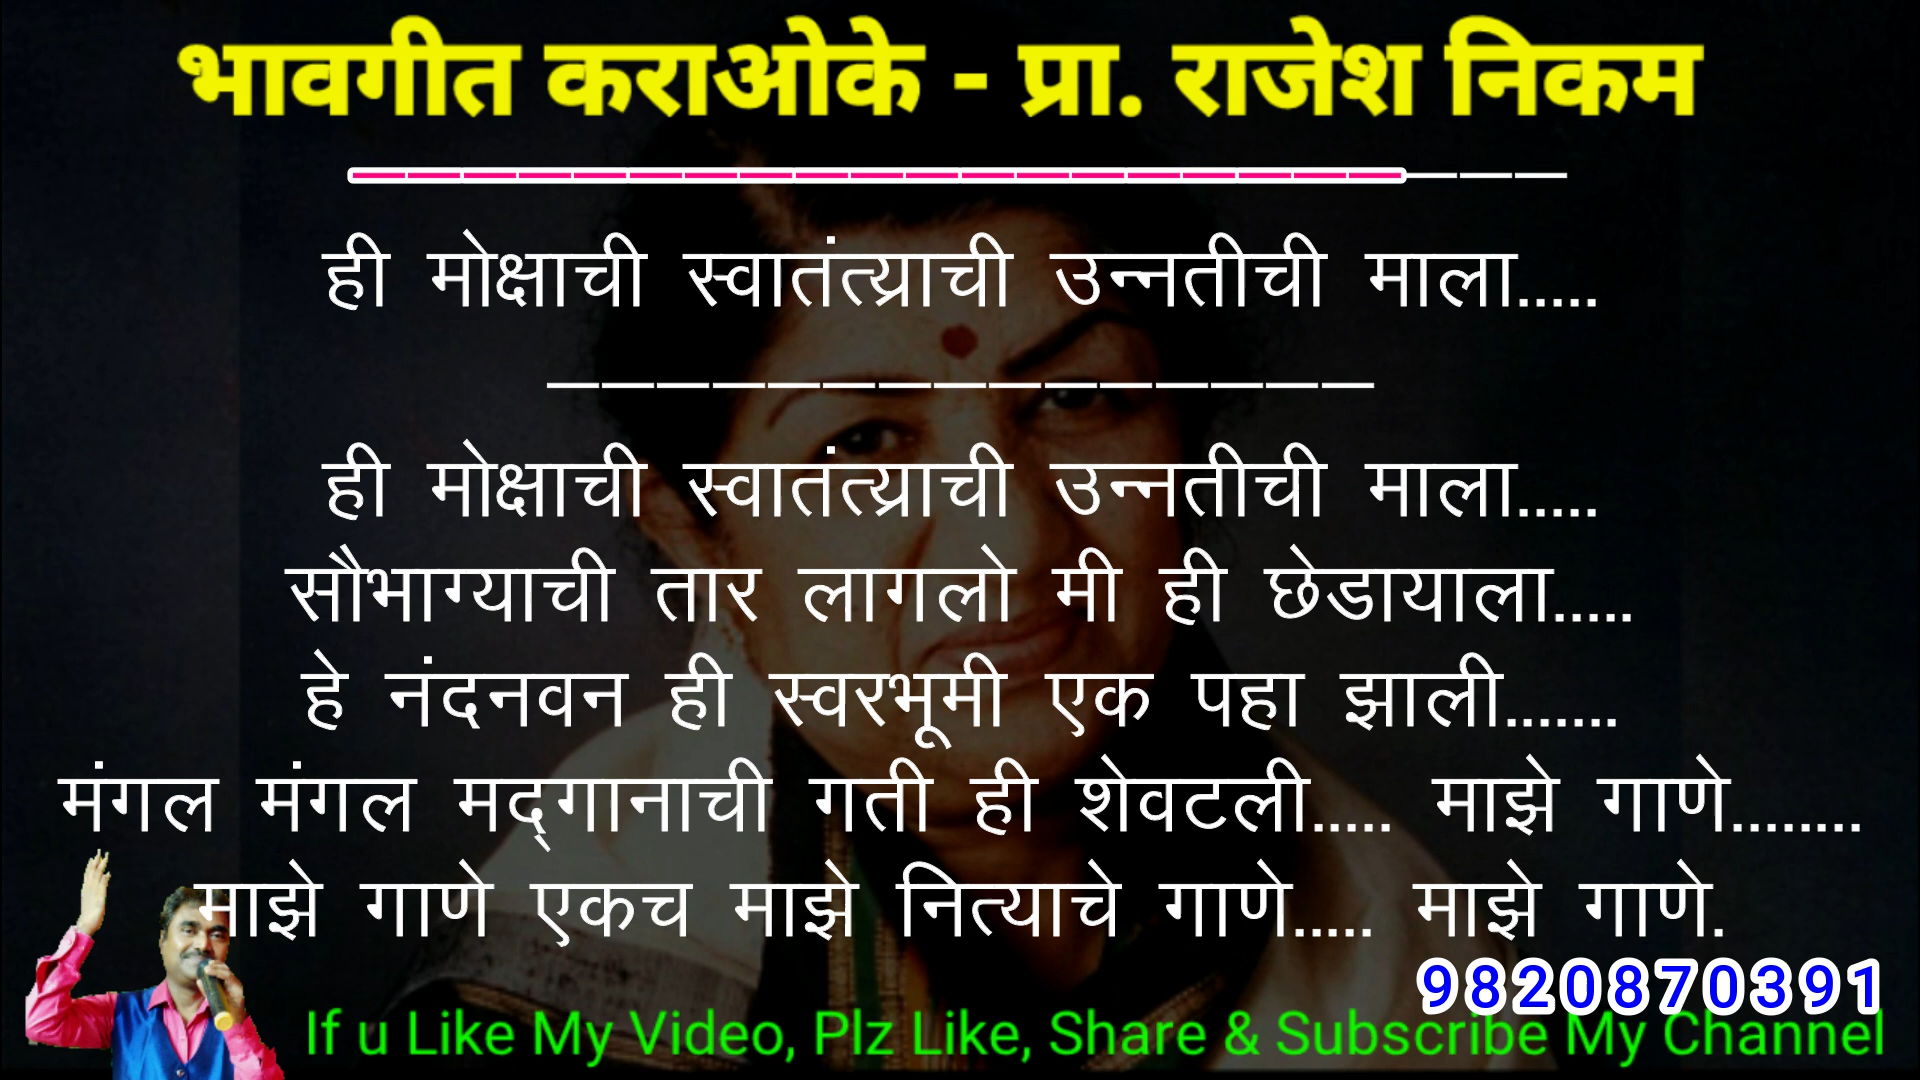 भावगीत कराओके - प्रा. राजेश निकम
———————————————————————
ही मोक्षाची स्वातंत्य्राची उन्नतीची माला.....
———————————————
ही मोक्षाची स्वातंत्य्राची उन्नतीची माला.....
सौभाग्याची तार लागलो मी ही छेडायाला.....
हे नंदनवन ही स्वरभूमी एक पहा झाली.......
मंगल मंगल मद्‌गानाची गती ही शेवटली..... माझे गाणे........
माझे गाणे एकच माझे नित्याचे गाणे..... माझे गाणे.
9820870391
If u Like My Video, Plz Like, Share & Subscribe My Channel